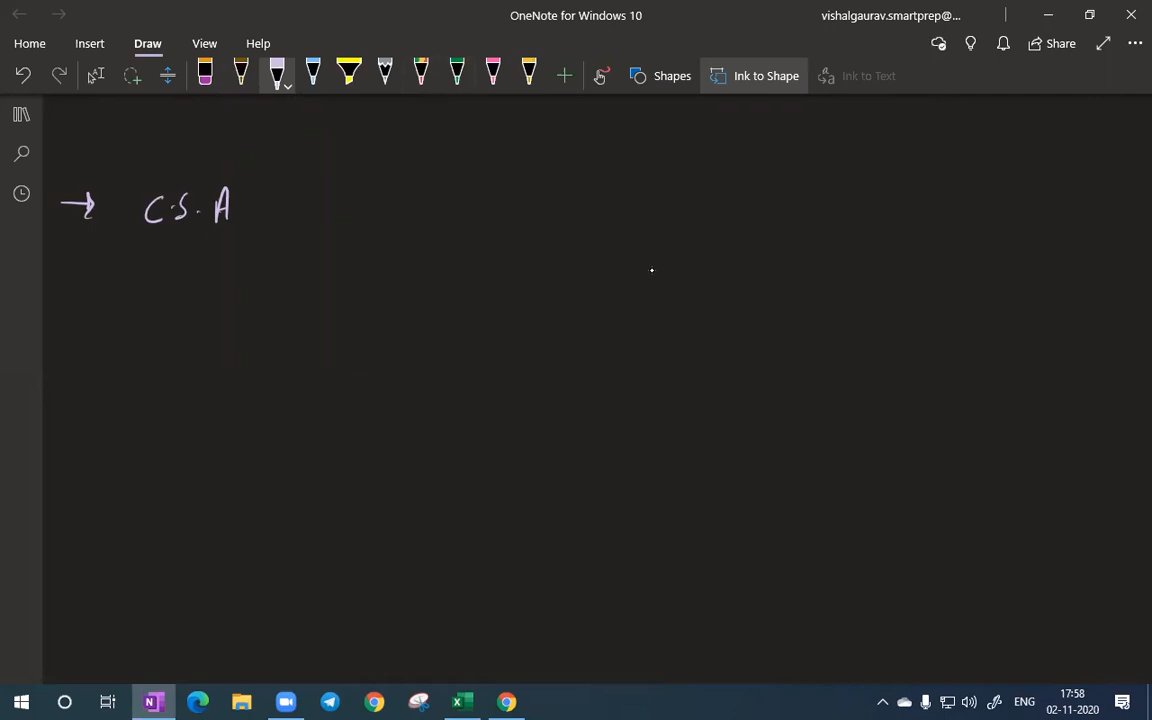 OneNote for Windows 10
vishalgaurav.smartprep@...
Home Insert Draw View Help
Share
Shapes Ink to Shape Ink to Text
→ C.S.A
ENG
17:58
02-11-2020